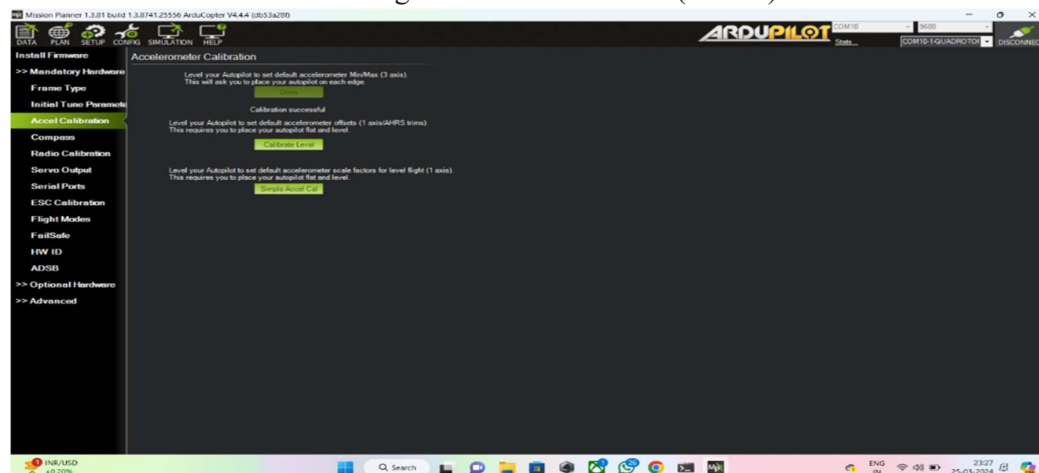 Mission Planner 1.3.81 build 1.3.8741.25556 ArduCopter V4.4.4
DATA PLAN SETUP CONFIG SIMULATION HELP
ARDUPILOT
COM10 9600
Stats... COM10-1-QUADROTOR DISCONNEC
Install Firmware
Accelerometer Calibration
>> Mandatory Hardware
Level your Autopilot to set default accelerometer Min/Max (3 axis).
This will ask you to place your autopilot on each edge.
Frame Type
Done
Initial Tune Paramete
Calibration successful
Accel Calibration
Level your Autopilot to set default accelerometer offsets (1 axis/AHRS trims).
This requires you to place your autopilot flat and level.
Compass
Calibrate Level
Radio Calibration
Servo Output
Level your Autopilot to set default accelerometer scale factors for level flight (1 axis).
This requires you to place your autopilot flat and level.
Serial Ports
Simple Accel Cal
ESC Calibration
Flight Modes
FailSafe
HW ID
ADSB
>> Optional Hardware
>> Advanced
INR/USD
+0.20%
Search
ENG
IN
23:27
25-03-2024